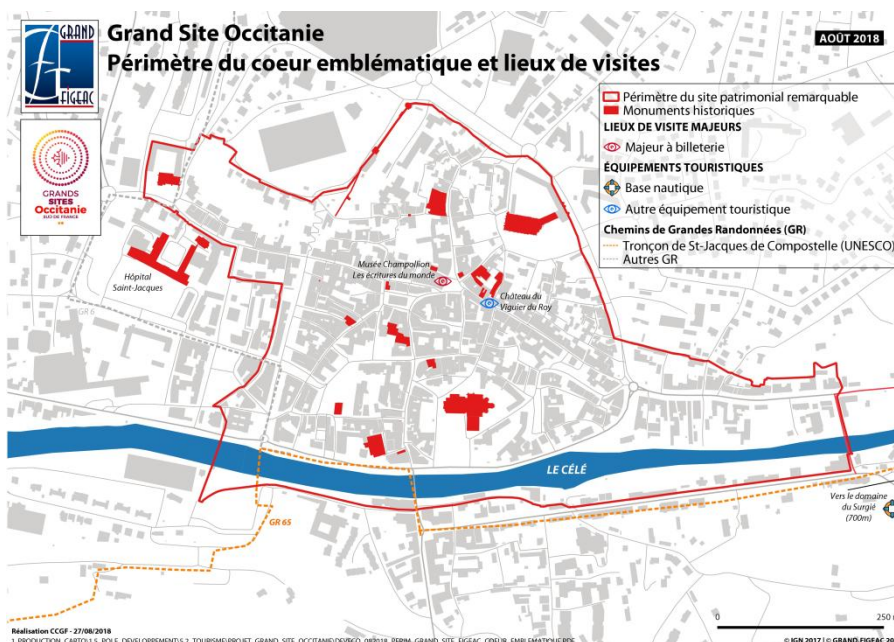 GRAND
FIGEAC
Grand Site Occitanie
Périmètre du coeur emblématique et lieux de visites
AOÛT 2018
GRANDS
SITES
Occitanie
SUD DE FRANCE
Périmètre du site patrimonial remarquable
Monuments historiques
LIEUX DE VISITE MAJEURS
Majeur à billeterie
ÉQUIPEMENTS TOURISTIQUES
Base nautique
Autre équipement touristique
Chemins de Grandes Randonnées (GR)
Tronçon de St-Jacques de Compostelle (UNESCO)
Autres GR
Musée Champollion
Les écritures du monde
Hôpital
Saint-Jacques
Château du
Viguier du Roy
GR 6
LE CÉLÉ
Vers le domaine
du Surgié
(700m)
GR 65
0
250
Réalisation CCGF - 27/08/2018
© IGN 2017 | © GRAND FIGEAC 20